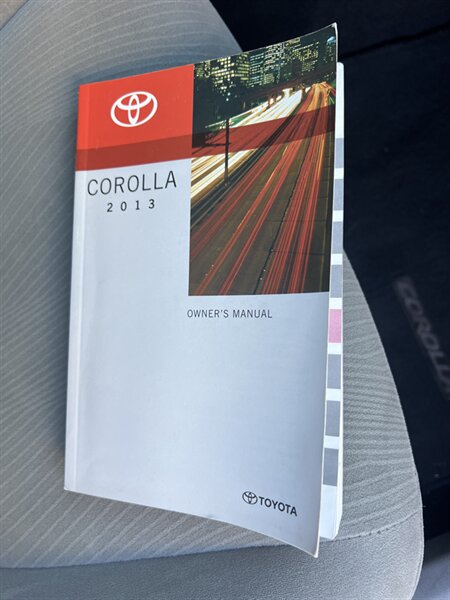 COROLLA
2013
OWNER'S MANUAL
TOYOTA
COROLLA